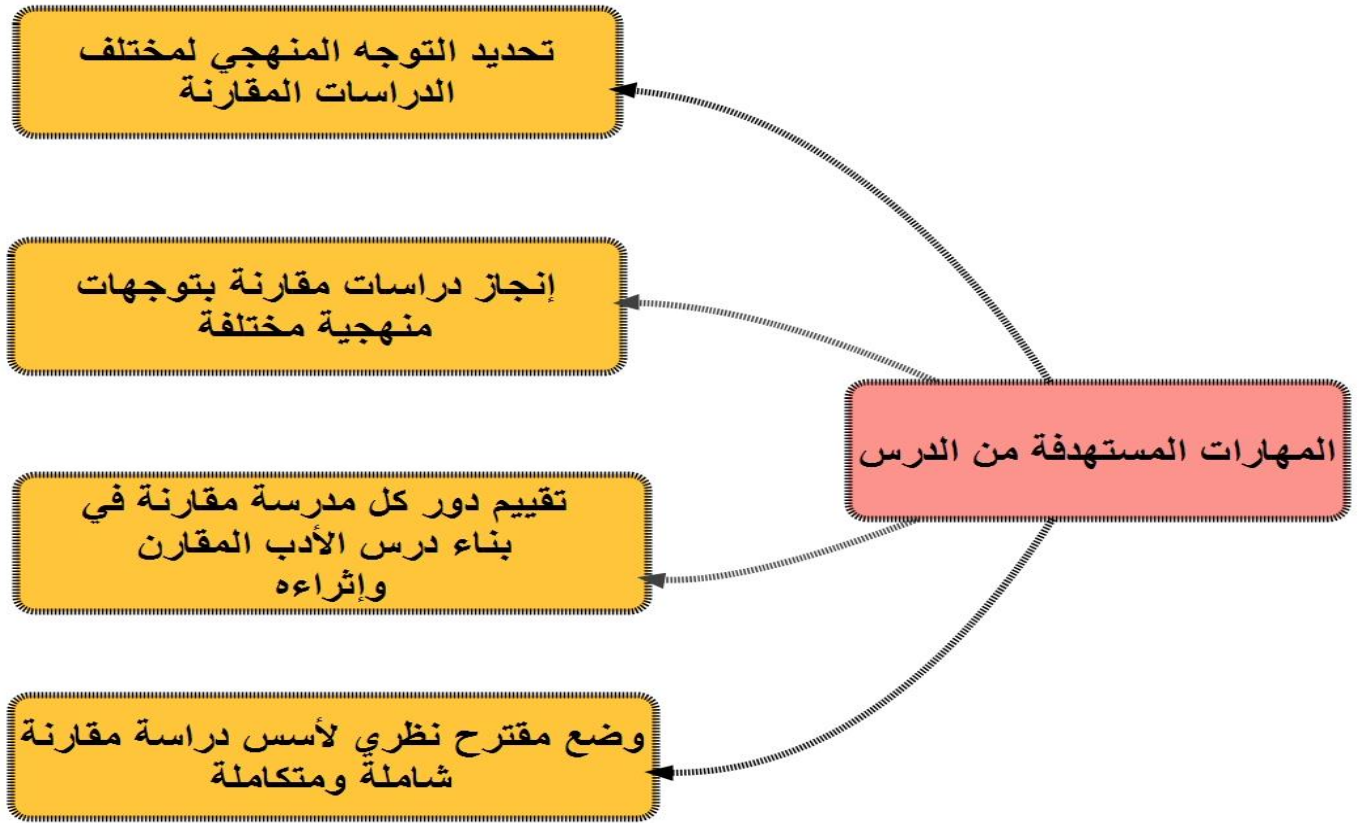 تحديد التوجه المنهجي لمختلف
الدراسات المقارنة
إنجاز دراسات مقارنة بتوجهات
منهجية مختلفة
المهارات المستهدفة من الدرس
تقييم دور كل مدرسة مقارنة في
بناء درس الأدب المقارن
وإثراءه
وضع مقترح نظري لأسس دراسة مقارنة
شاملة ومتكاملة